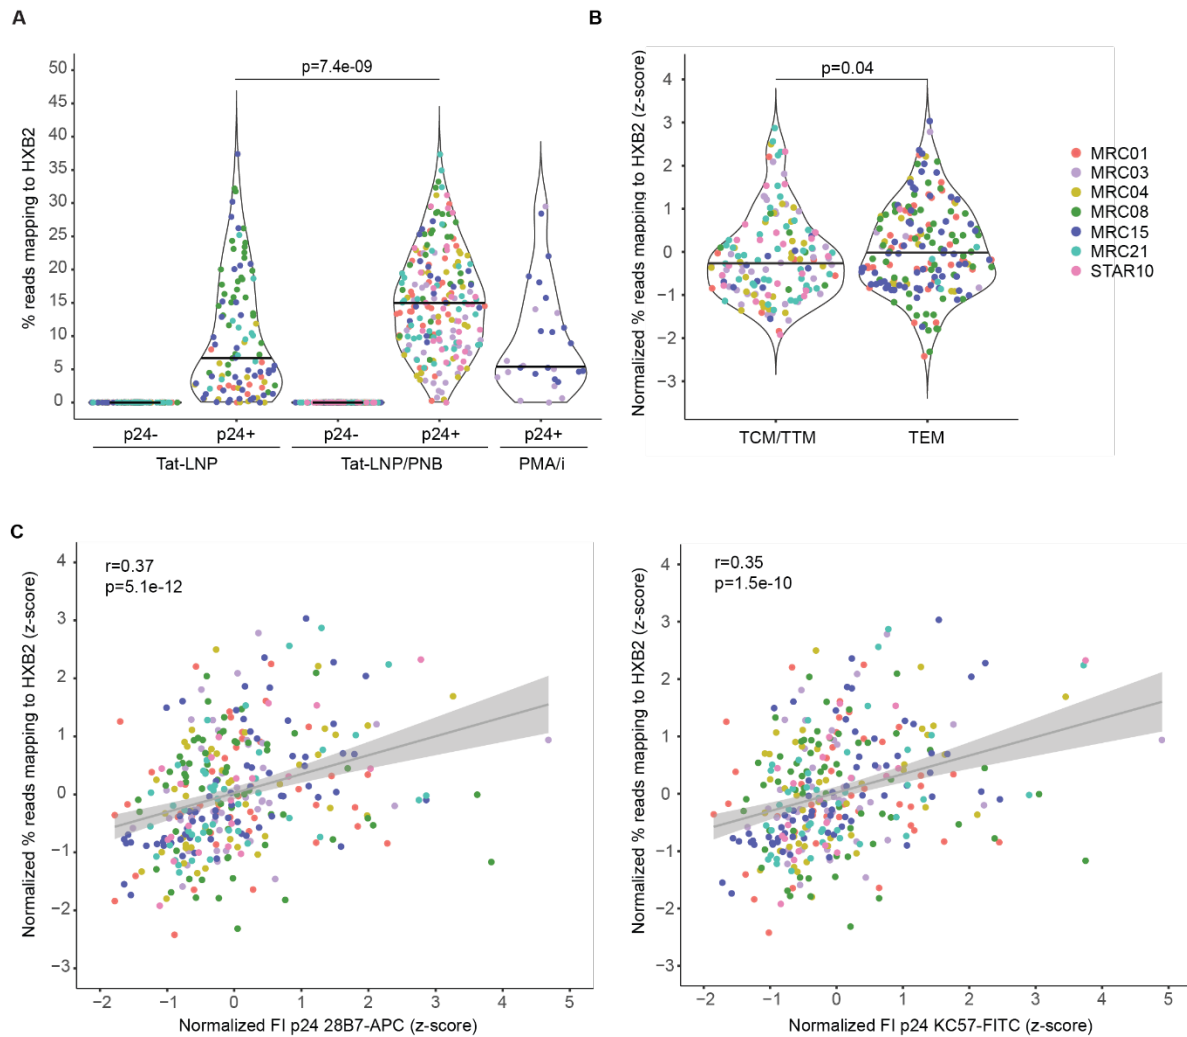 A
% reads mapping to HXB2
50
45
40
35
30
25
20
15
10
5
0
p=7.4e-09
p24-
p24+
p24-
p24+
p24+
Tat-LNP
Tat-LNP/PNB
PMA/i
B
Normalized % reads mapping to HXB2 (z-score)
4
3
2
1
0
−1
−2
−3
p=0.04
TCM/TTM
TEM
MRC01
MRC03
MRC04
MRC08
MRC15
MRC21
STAR10
C
Normalized % reads mapping to HXB2 (z-score)
4
3
2
1
0
−1
−2
−3
r=0.37
p=5.1e-12
−2 −1 0 1 2 3 4 5
Normalized FI p24 28B7-APC (z-score)
Normalized % reads mapping to HXB2 (z-score)
4
3
2
1
0
−1
−2
−3
r=0.35
p=1.5e-10
−2 −1 0 1 2 3 4 5
Normalized FI p24 KC57-FITC (z-score)